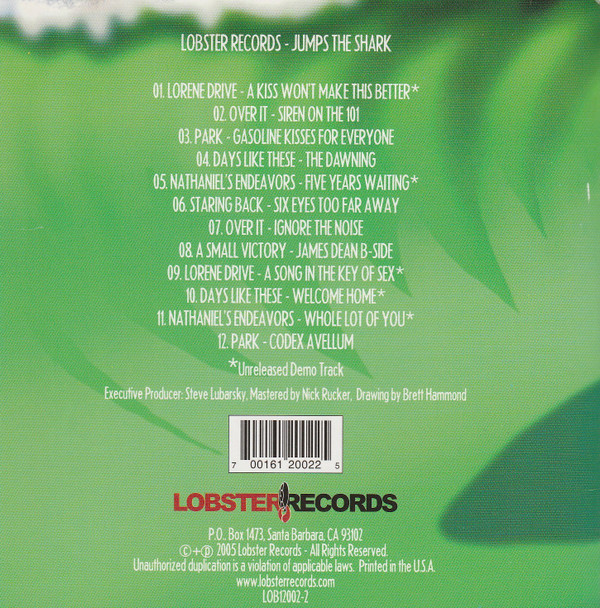 LOBSTER RECORDS - JUMPS THE SHARK
01. LORENE DRIVE - A KISS WON'T MAKE THIS BETTER*
02. OVER IT - SIREN ON THE 101
03. PARK - GASOLINE KISSES FOR EVERYONE
04. DAYS LIKE THESE - THE DAWNING
05. NATHANIEL'S ENDEAVORS - FIVE YEARS WAITING*
06. STARING BACK - SIX EYES TOO FAR AWAY
07. OVER IT - IGNORE THE NOISE
08. A SMALL VICTORY - JAMES DEAN B-SIDE
09. LORENE DRIVE - A SONG IN THE KEY OF SEX*
10. DAYS LIKE THESE - WELCOME HOME*
11. NATHANIEL'S ENDEAVORS - WHOLE LOT OF YOU*
12. PARK - CODEX AVELLUM
*Unreleased Demo Track
Executive Producer: Steve Lubarsky, Mastered by Nick Rucker, Drawing by Brett Hammond
7 00161 20022 5
LOBSTER RECORDS
P.O. Box 1473, Santa Barbara, CA 93102
©+℗ 2005 Lobster Records - All Rights Reserved.
Unauthorized duplication is a violation of applicable laws. Printed in the U.S.A.
www.lobsterrecords.com
LOB12002-2